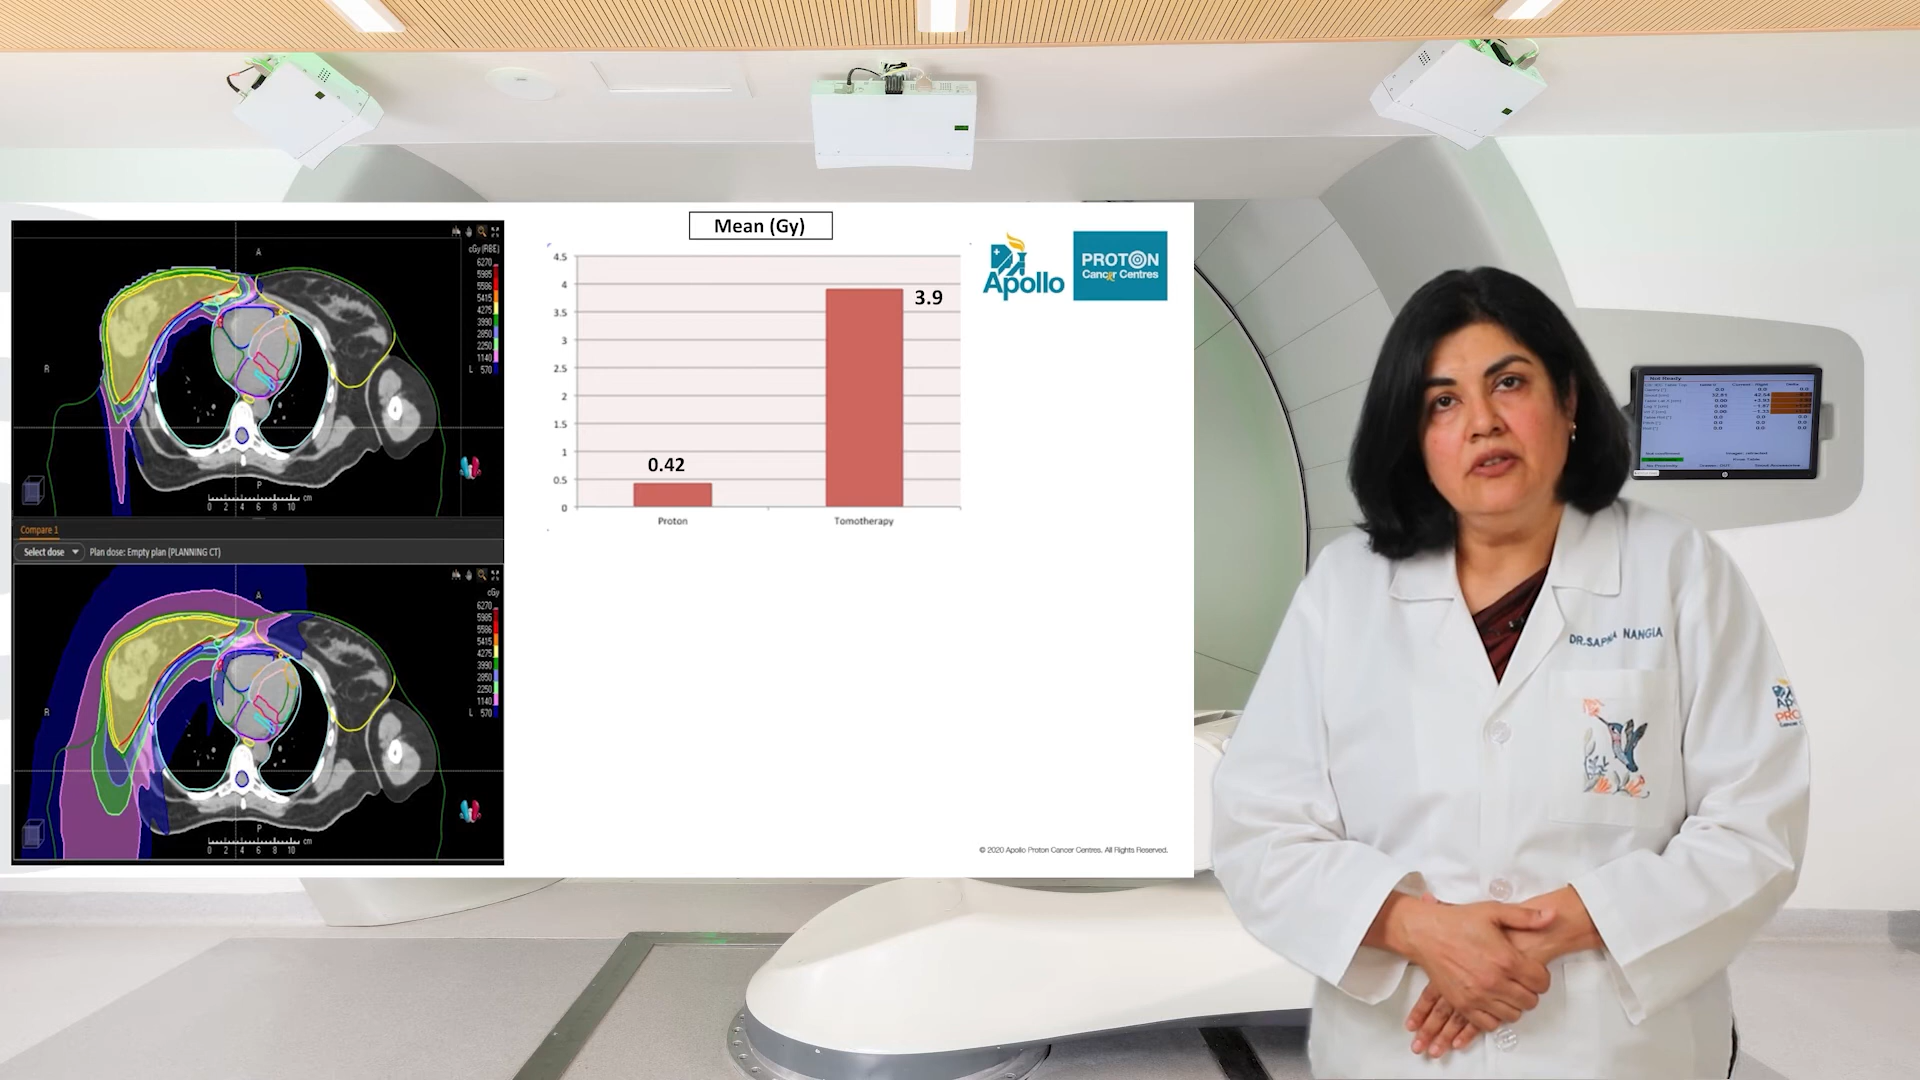 Mean (Gy)
4.5
4
3.5
3
2.5
2
1.5
1
0.5
0
0.42
3.9
Proton
Tomotherapy
Apollo
PROTON
Cancer Centres
© 2020 Apollo Proton Cancer Centres. All Rights Reserved.
A
cGy (RBE)
6270
5985
5586
5415
4275
3990
2850
2250
1140
570
R
L
P
0 2 4 6 8 10 cm
Compare 1
Select dose
Plan dose: Empty plan (PLANNING CT)
A
cGy
6270
5985
5586
5415
4275
3990
2850
2250
1140
570
R
L
P
0 2 4 6 8 10 cm
Not Ready
NANGIA